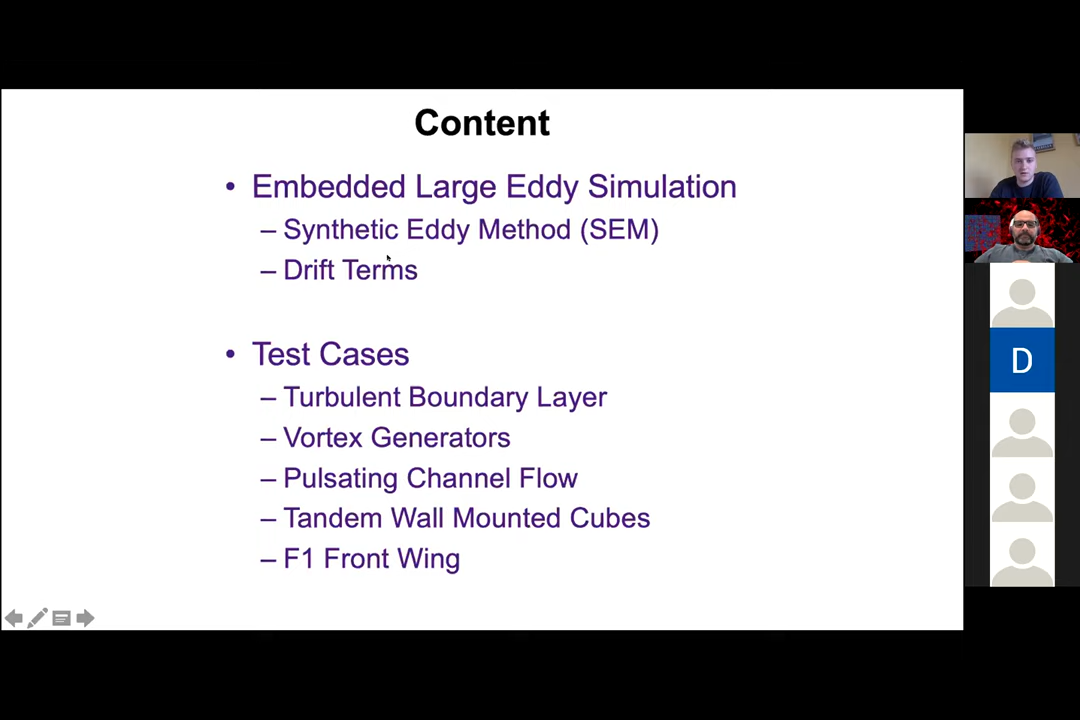 Content
• Embedded Large Eddy Simulation
– Synthetic Eddy Method (SEM)
– Drift Terms
• Test Cases
– Turbulent Boundary Layer
– Vortex Generators
– Pulsating Channel Flow
– Tandem Wall Mounted Cubes
– F1 Front Wing
D